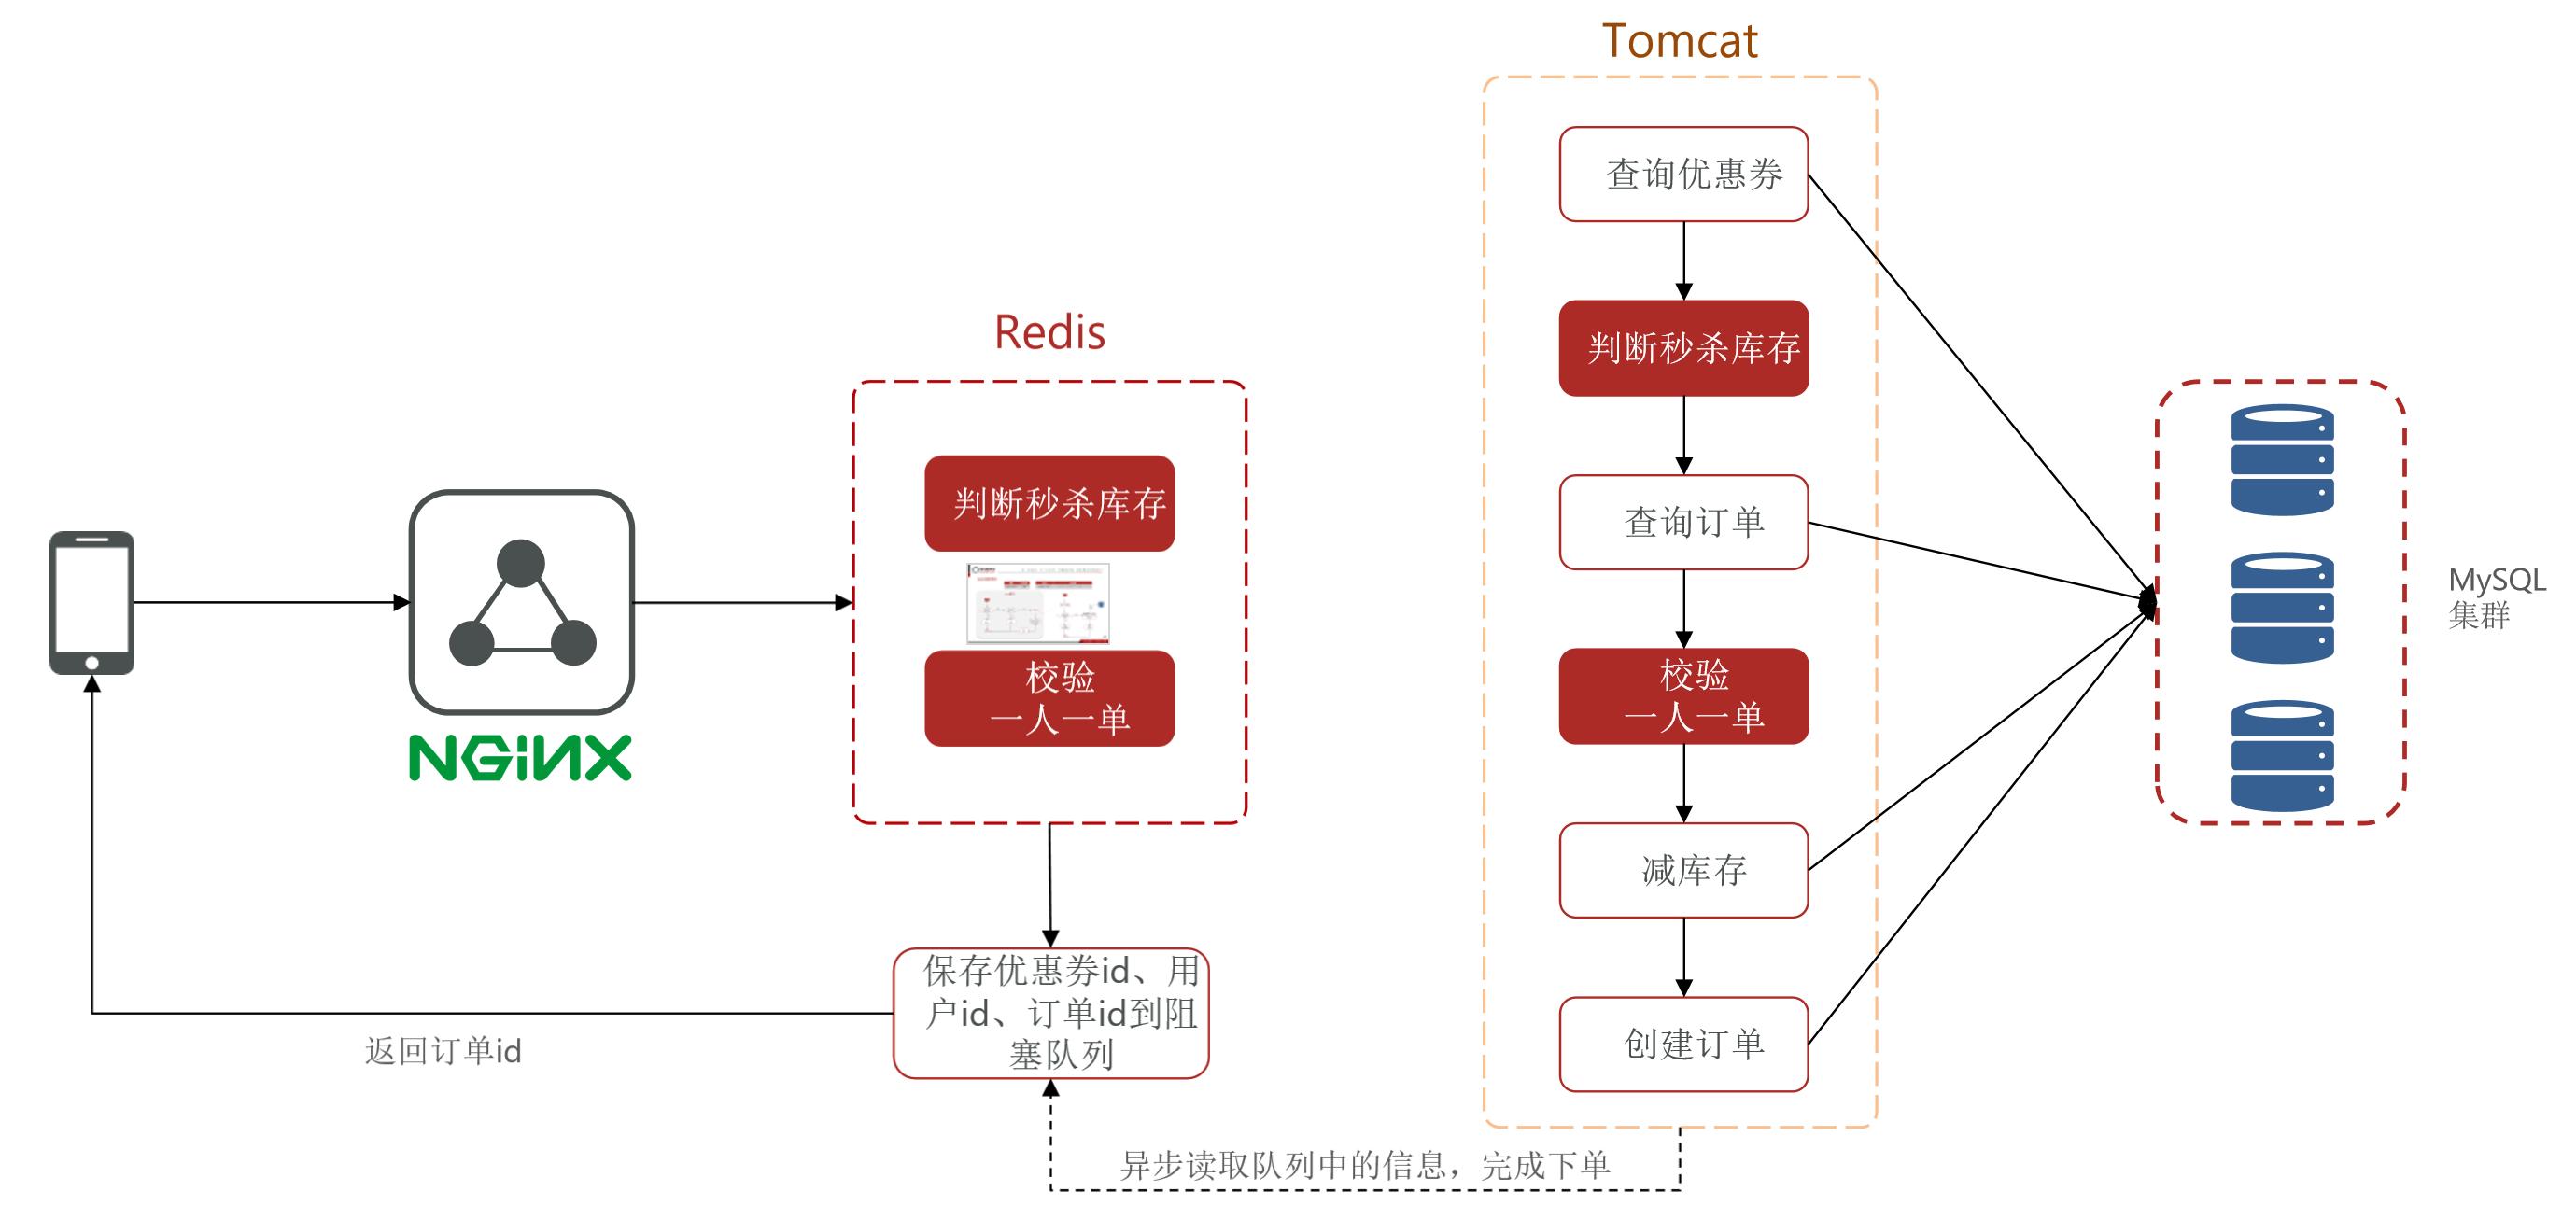 Tomcat
查询优惠券
判断秒杀库存
查询订单
校验
一人一单
减库存
创建订单
Redis
判断秒杀库存
校验
一人一单
NGiNX
保存优惠券id、用
户id、订单id到阻
塞队列
返回订单id
异步读取队列中的信息，完成下单
MySQL
集群